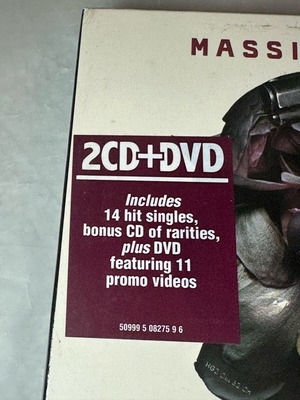 MASSI
2CD+DVD
Includes
14 hit singles,
bonus CD of rarities,
plus DVD
featuring 11
promo videos
50999 5 08275 9 6